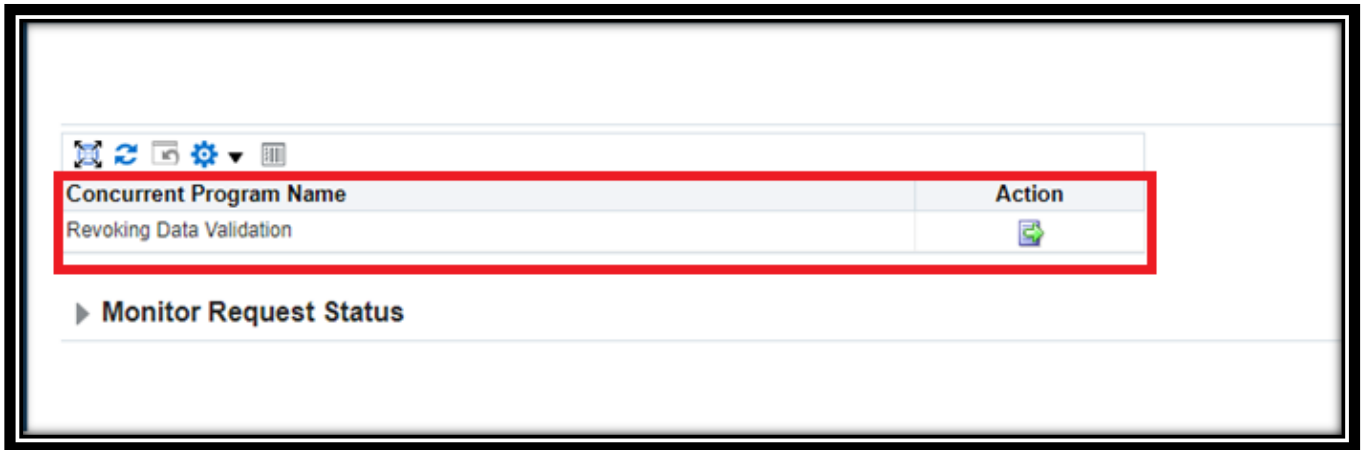 Concurrent Program Name Action
Revoking Data Validation
Monitor Request Status